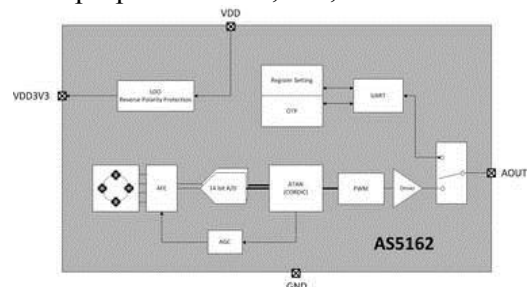 VDD
VDD3V3
LDO
Reverse Polarity Protection
Register Setting
OTP
UART
AFE
14 bit A/D
ATAN
(CORDIC)
PWM
Driver
AOUT
AGC
AS5162
GND